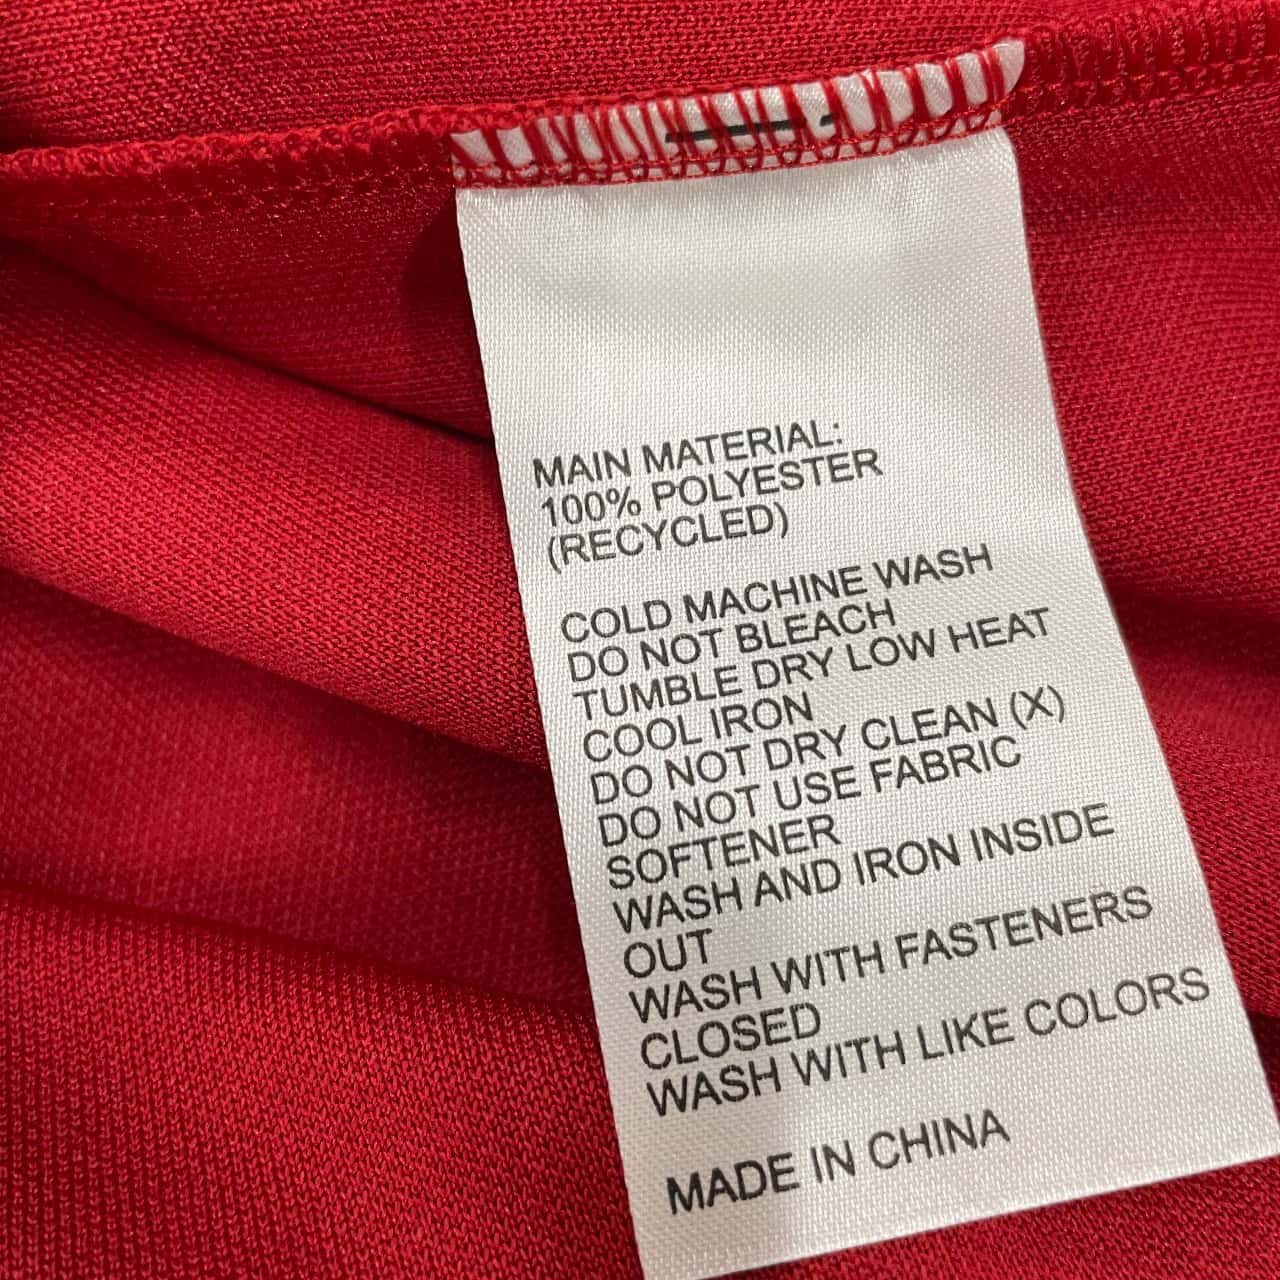 MAIN MATERIAL:
100% POLYESTER
(RECYCLED)
COLD MACHINE WASH
DO NOT BLEACH
TUMBLE DRY LOW HEAT
COOL IRON
DO NOT DRY CLEAN (X)
DO NOT USE FABRIC
SOFTENER
WASH AND IRON INSIDE
OUT
WASH WITH FASTENERS
CLOSED
WASH WITH LIKE COLORS
MADE IN CHINA